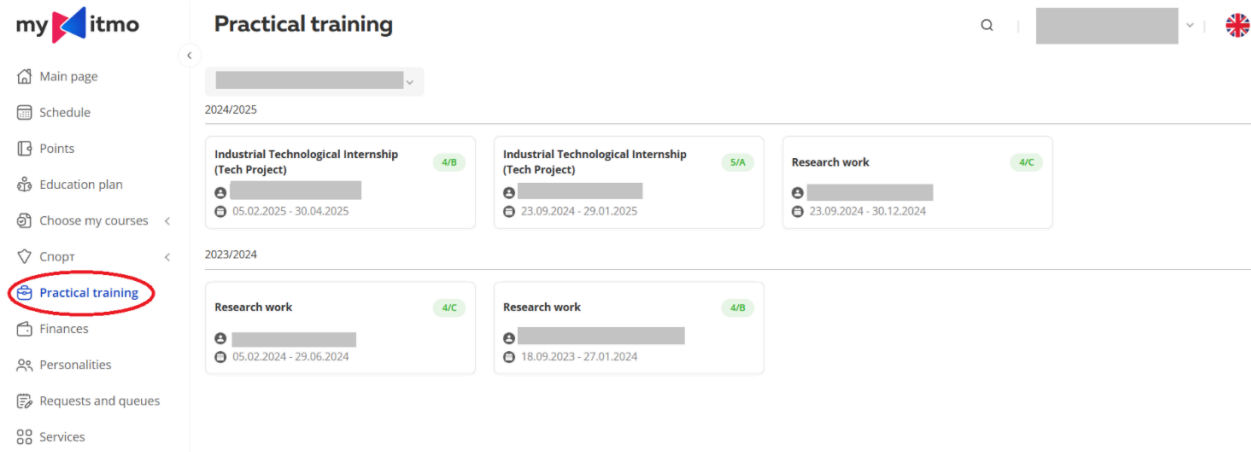 my itmo
Practical training
Main page
Schedule
Points
Education plan
Choose my courses
Спорт
Practical training
Finances
Personalities
Requests and queues
Services
2024/2025
Industrial Technological Internship
(Tech Project)
4/B
05.02.2025 - 30.04.2025
Industrial Technological Internship
(Tech Project)
5/A
23.09.2024 - 29.01.2025
Research work
4/C
23.09.2024 - 30.12.2024
2023/2024
Research work
4/C
05.02.2024 - 29.06.2024
Research work
4/B
18.09.2023 - 27.01.2024